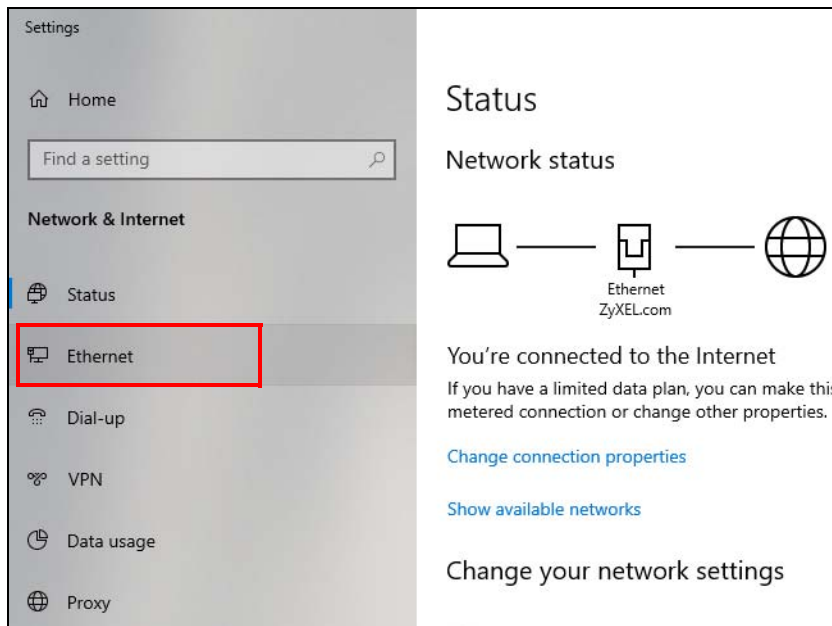 Settings
Home
Find a setting
Network & Internet
Status
Ethernet
Dial-up
VPN
Data usage
Proxy
Status
Network status
Ethernet
ZyXEL.com
You're connected to the Internet
If you have a limited data plan, you can make this
metered connection or change other properties.
Change connection properties
Show available networks
Change your network settings